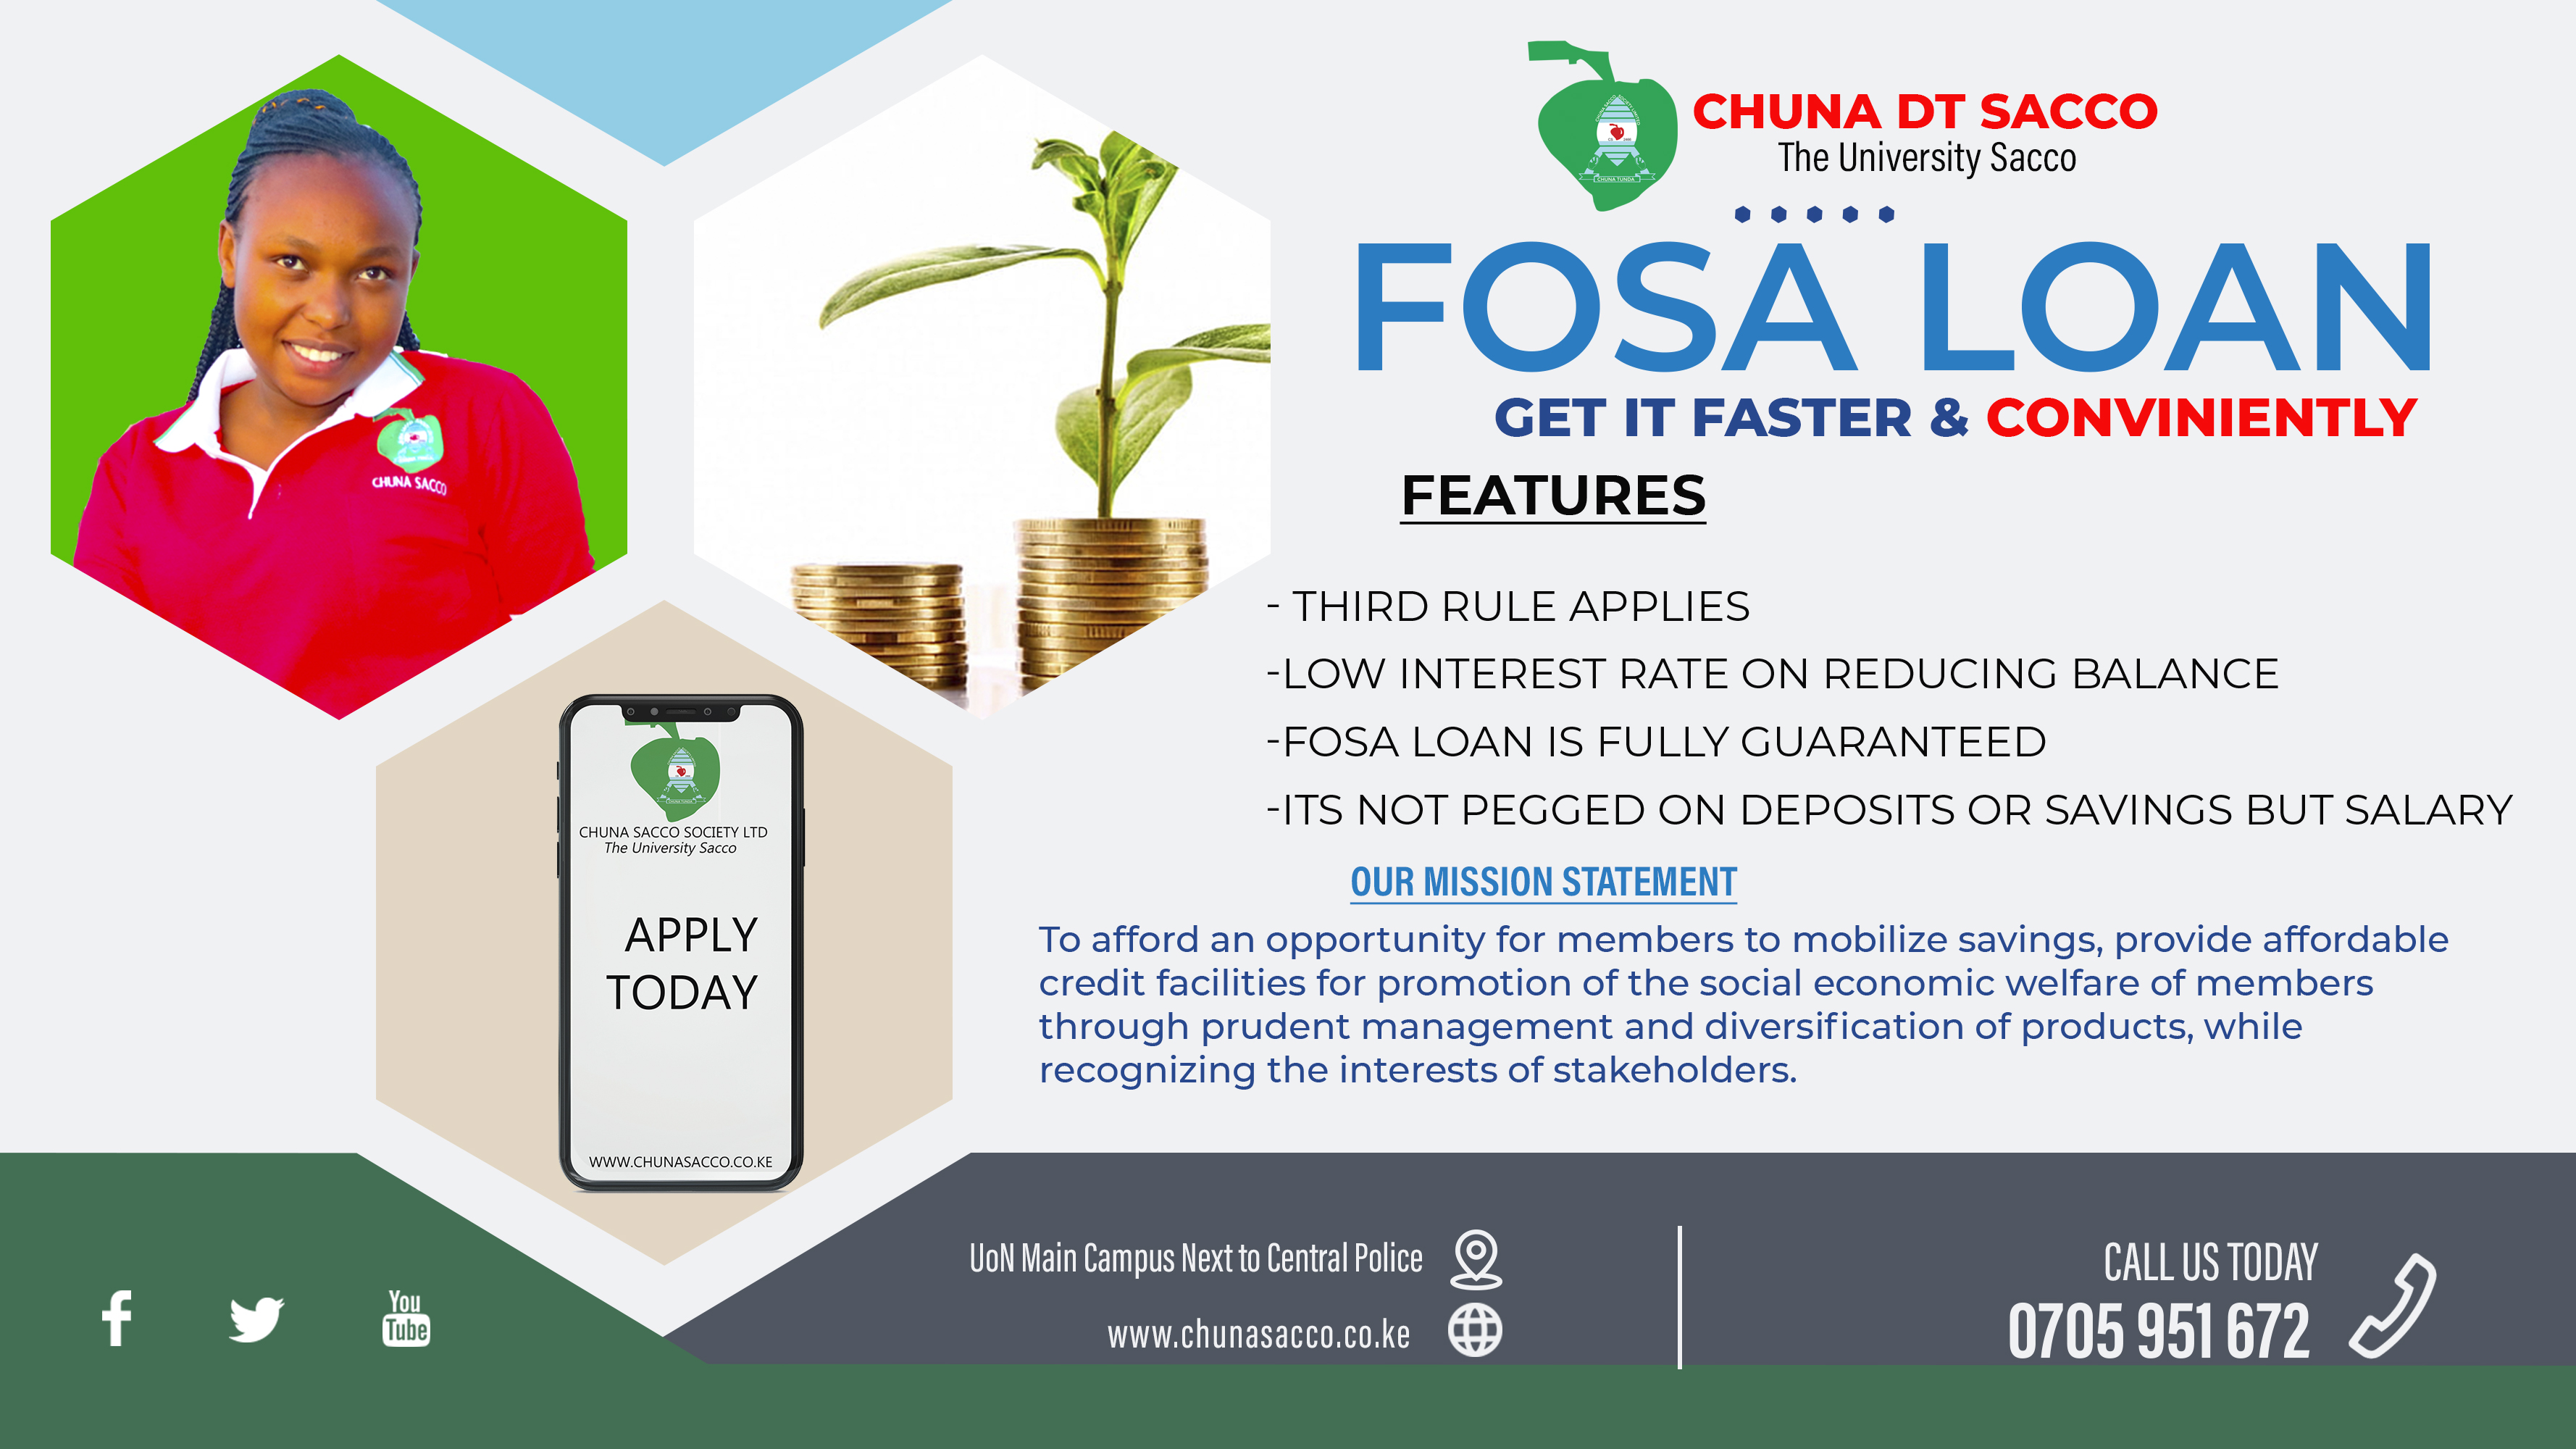 CHUNA DT SACCO
The University Sacco
CHUNA TUNDA
FOSA LOAN
GET IT FASTER & CONVINIENTLY
FEATURES
- THIRD RULE APPLIES
-LOW INTEREST RATE ON REDUCING BALANCE
-FOSA LOAN IS FULLY GUARANTEED
-ITS NOT PEGGED ON DEPOSITS OR SAVINGS BUT SALARY
OUR MISSION STATEMENT
To afford an opportunity for members to mobilize savings, provide affordable
credit facilities for promotion of the social economic welfare of members
through prudent management and diversification of products, while
recognizing the interests of stakeholders.
CHUNA SACCO
CHUNA SACCO SOCIETY LTD
The University Sacco
APPLY
TODAY
WWW.CHUNASACCO.CO.KE
f
You
Tube
UoN Main Campus Next to Central Police
www.chunasacco.co.ke
CALL US TODAY
0705 951 672